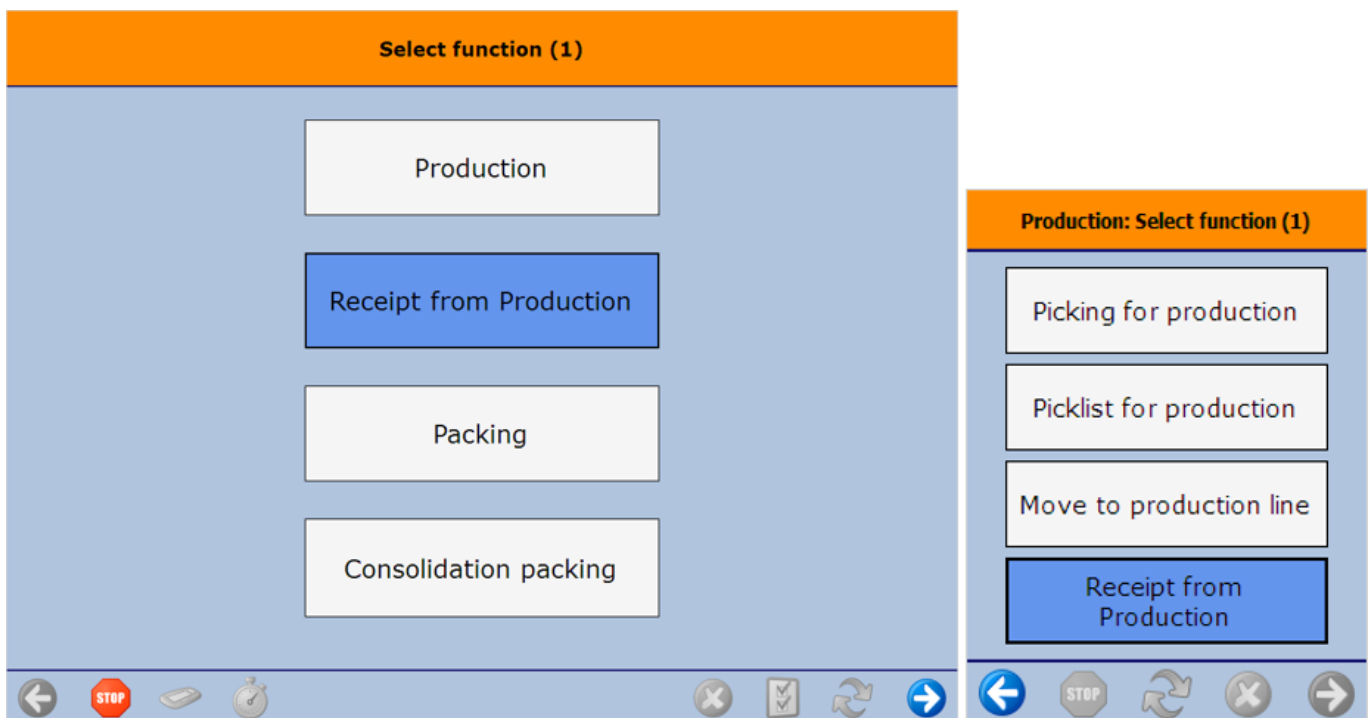 Select function (1)
Production
Receipt from Production
Packing
Consolidation packing
STOP
Production: Select function (1)
Picking for production
Picklist for production
Move to production line
Receipt from
Production
STOP